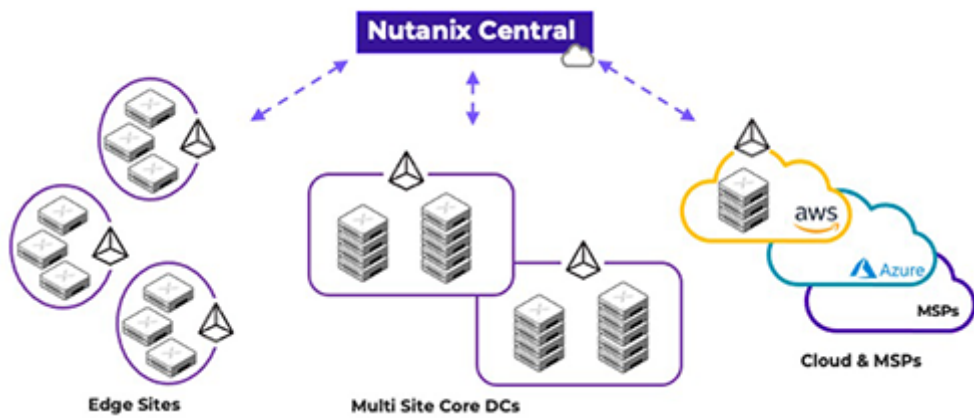 Nutanix Central
aws
Azure
MSPs
Edge Sites
Multi Site Core DCs
Cloud & MSPs